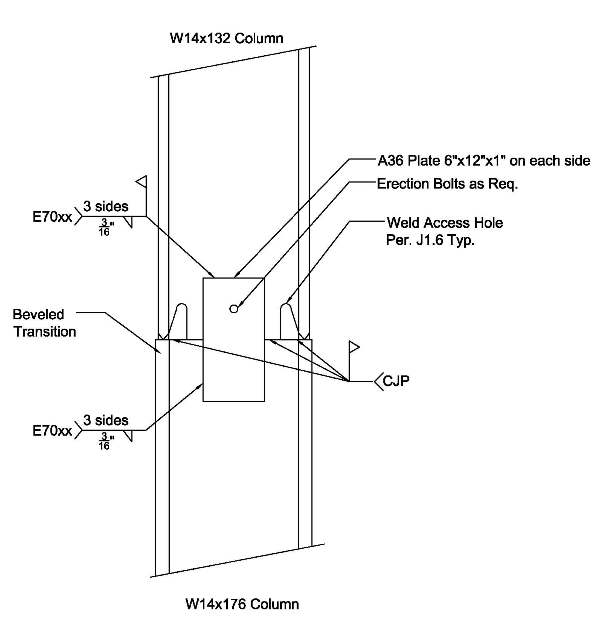 W14x132 Column
A36 Plate 6"x12"x1" on each side
Erection Bolts as Req.
E70xx
3 sides
3/16"
Weld Access Hole
Per. J1.6 Typ.
Beveled
Transition
CJP
E70xx
3 sides
3/16"
W14x176 Column